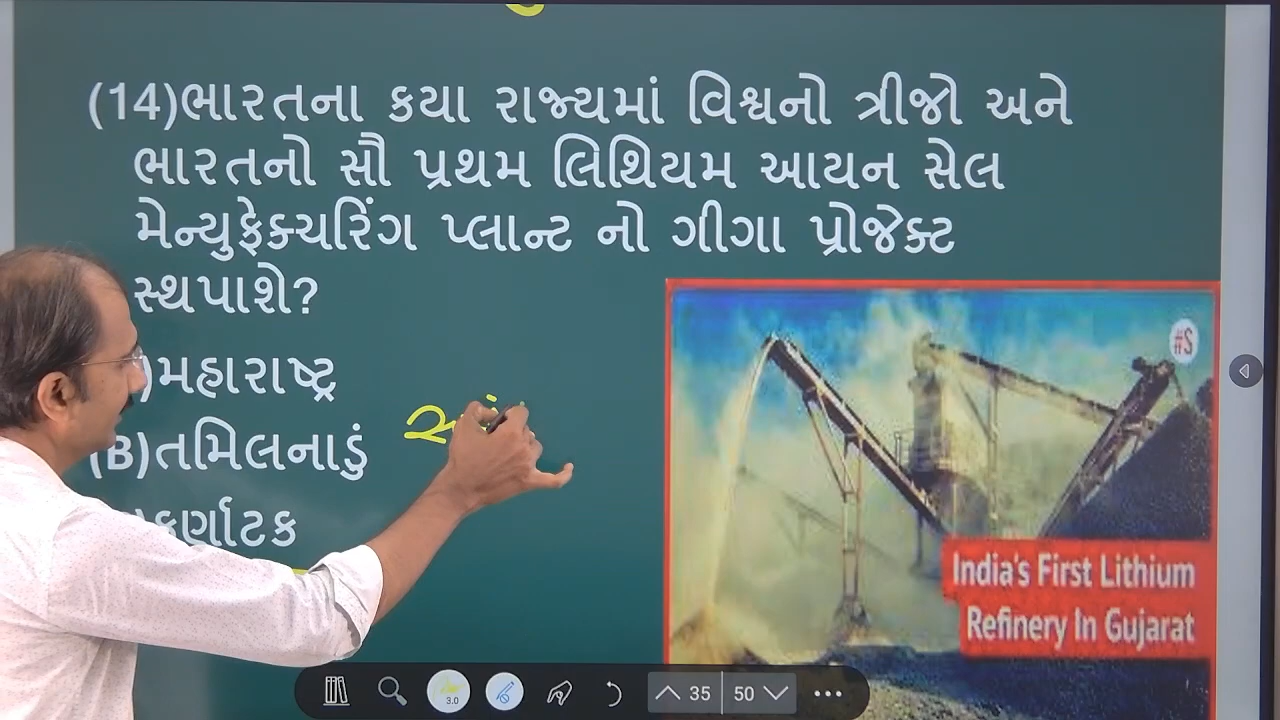 (14)ભારતના કયા રાજ્યમાં વિશ્વનો ત્રીજો અને
ભારતનો સૌ પ્રથમ લિથિયમ આયન સેલ
મેન્યુફેક્ચરિંગ પ્લાન્ટ નો ગીગા પ્રોજેક્ટ
સ્થપાશે?
)મહારાષ્ટ્ર
(B)તમિલનાડું
)કર્ણાટક
#S
India's First Lithium
Refinery In Gujarat
3.0
35
50